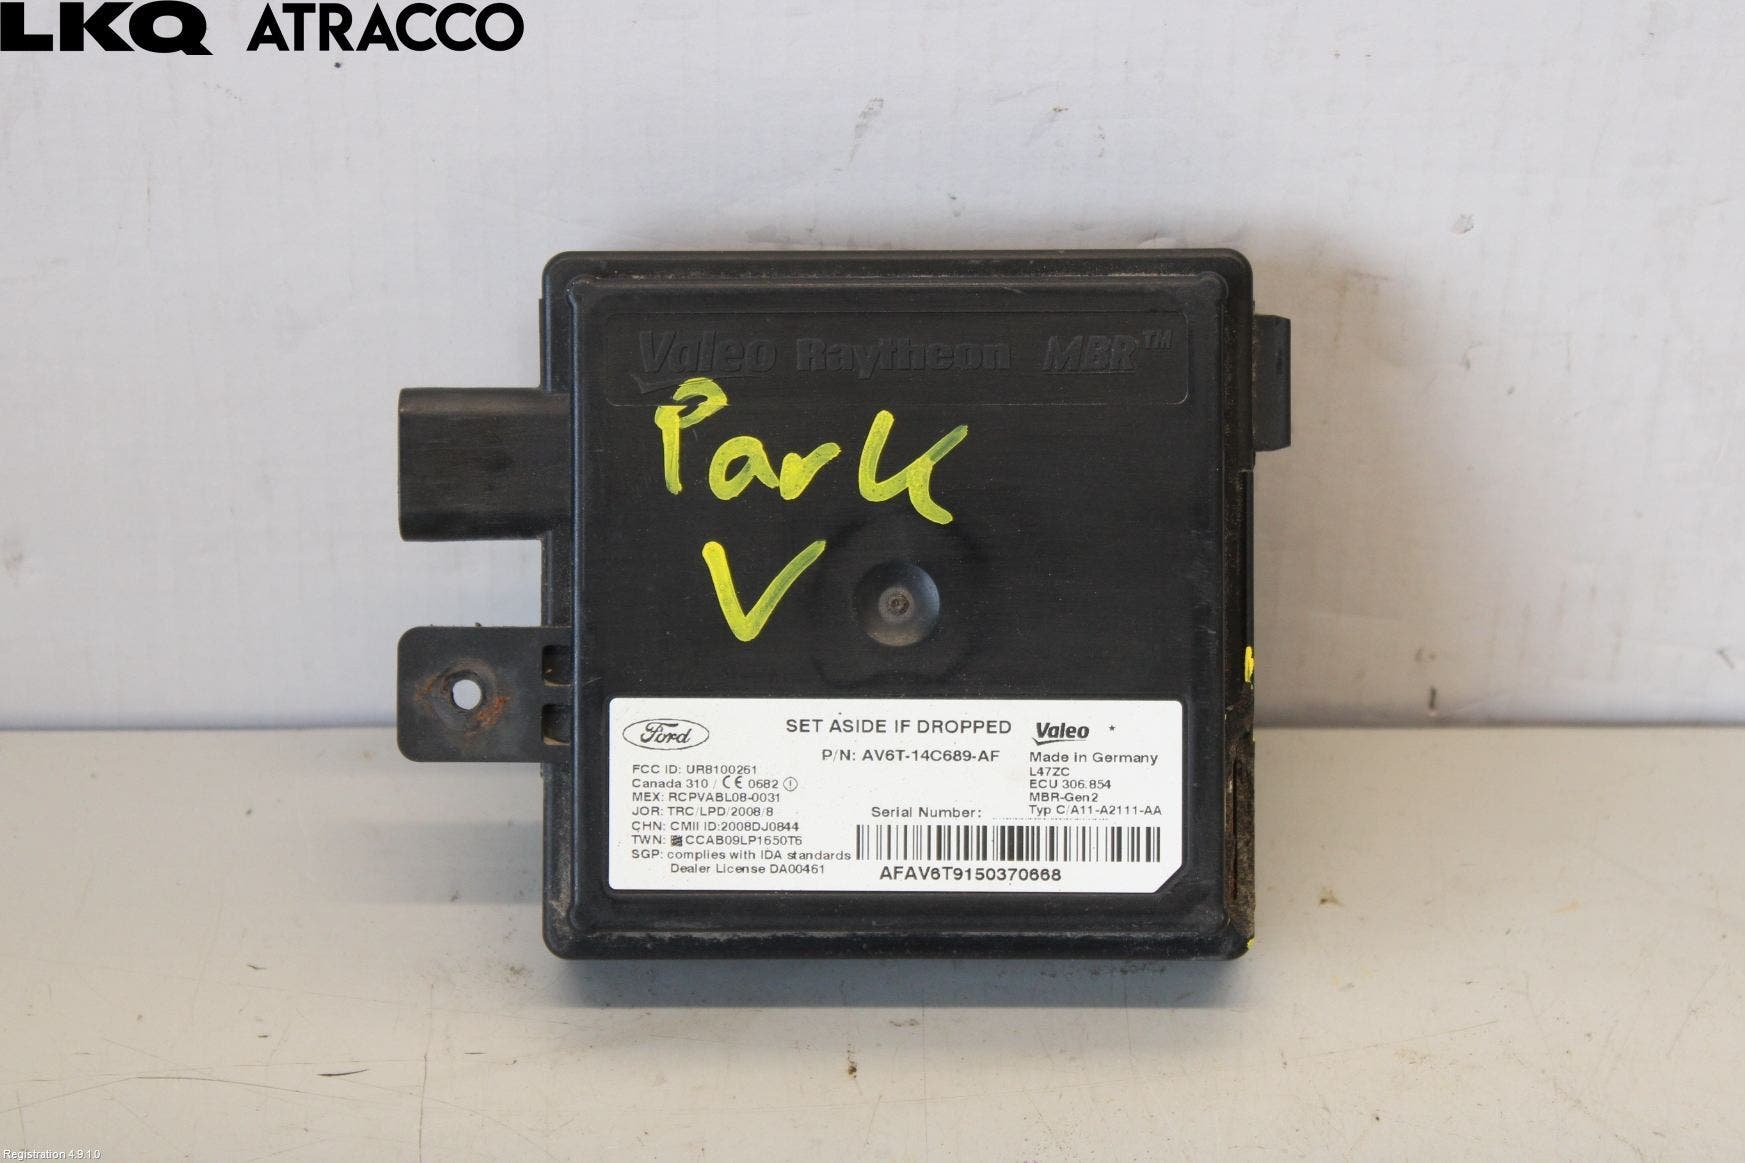 LKQ ATRACCO
Valeo Raytheon MBR™
Park
V
Ford
SET ASIDE IF DROPPED
Valeo *
P/N: AV6T-14C689-AF
Made in Germany
L47ZC
ECU 306.854
MBR-Gen2
Typ C/A11-A2111-AA
FCC ID: UR8100261
Canada 310 / CE 0682
MEX: RCPVABL08-0031
JOR: TRC/LPD/2008/8
CHN: CMII ID:2008DJ0844
TWN: CCAB09LP1650T6
SGP: complies with IDA standards
Dealer License DA00461
Serial Number:
AFAV6T9150370668
Registration 4.9.1.0